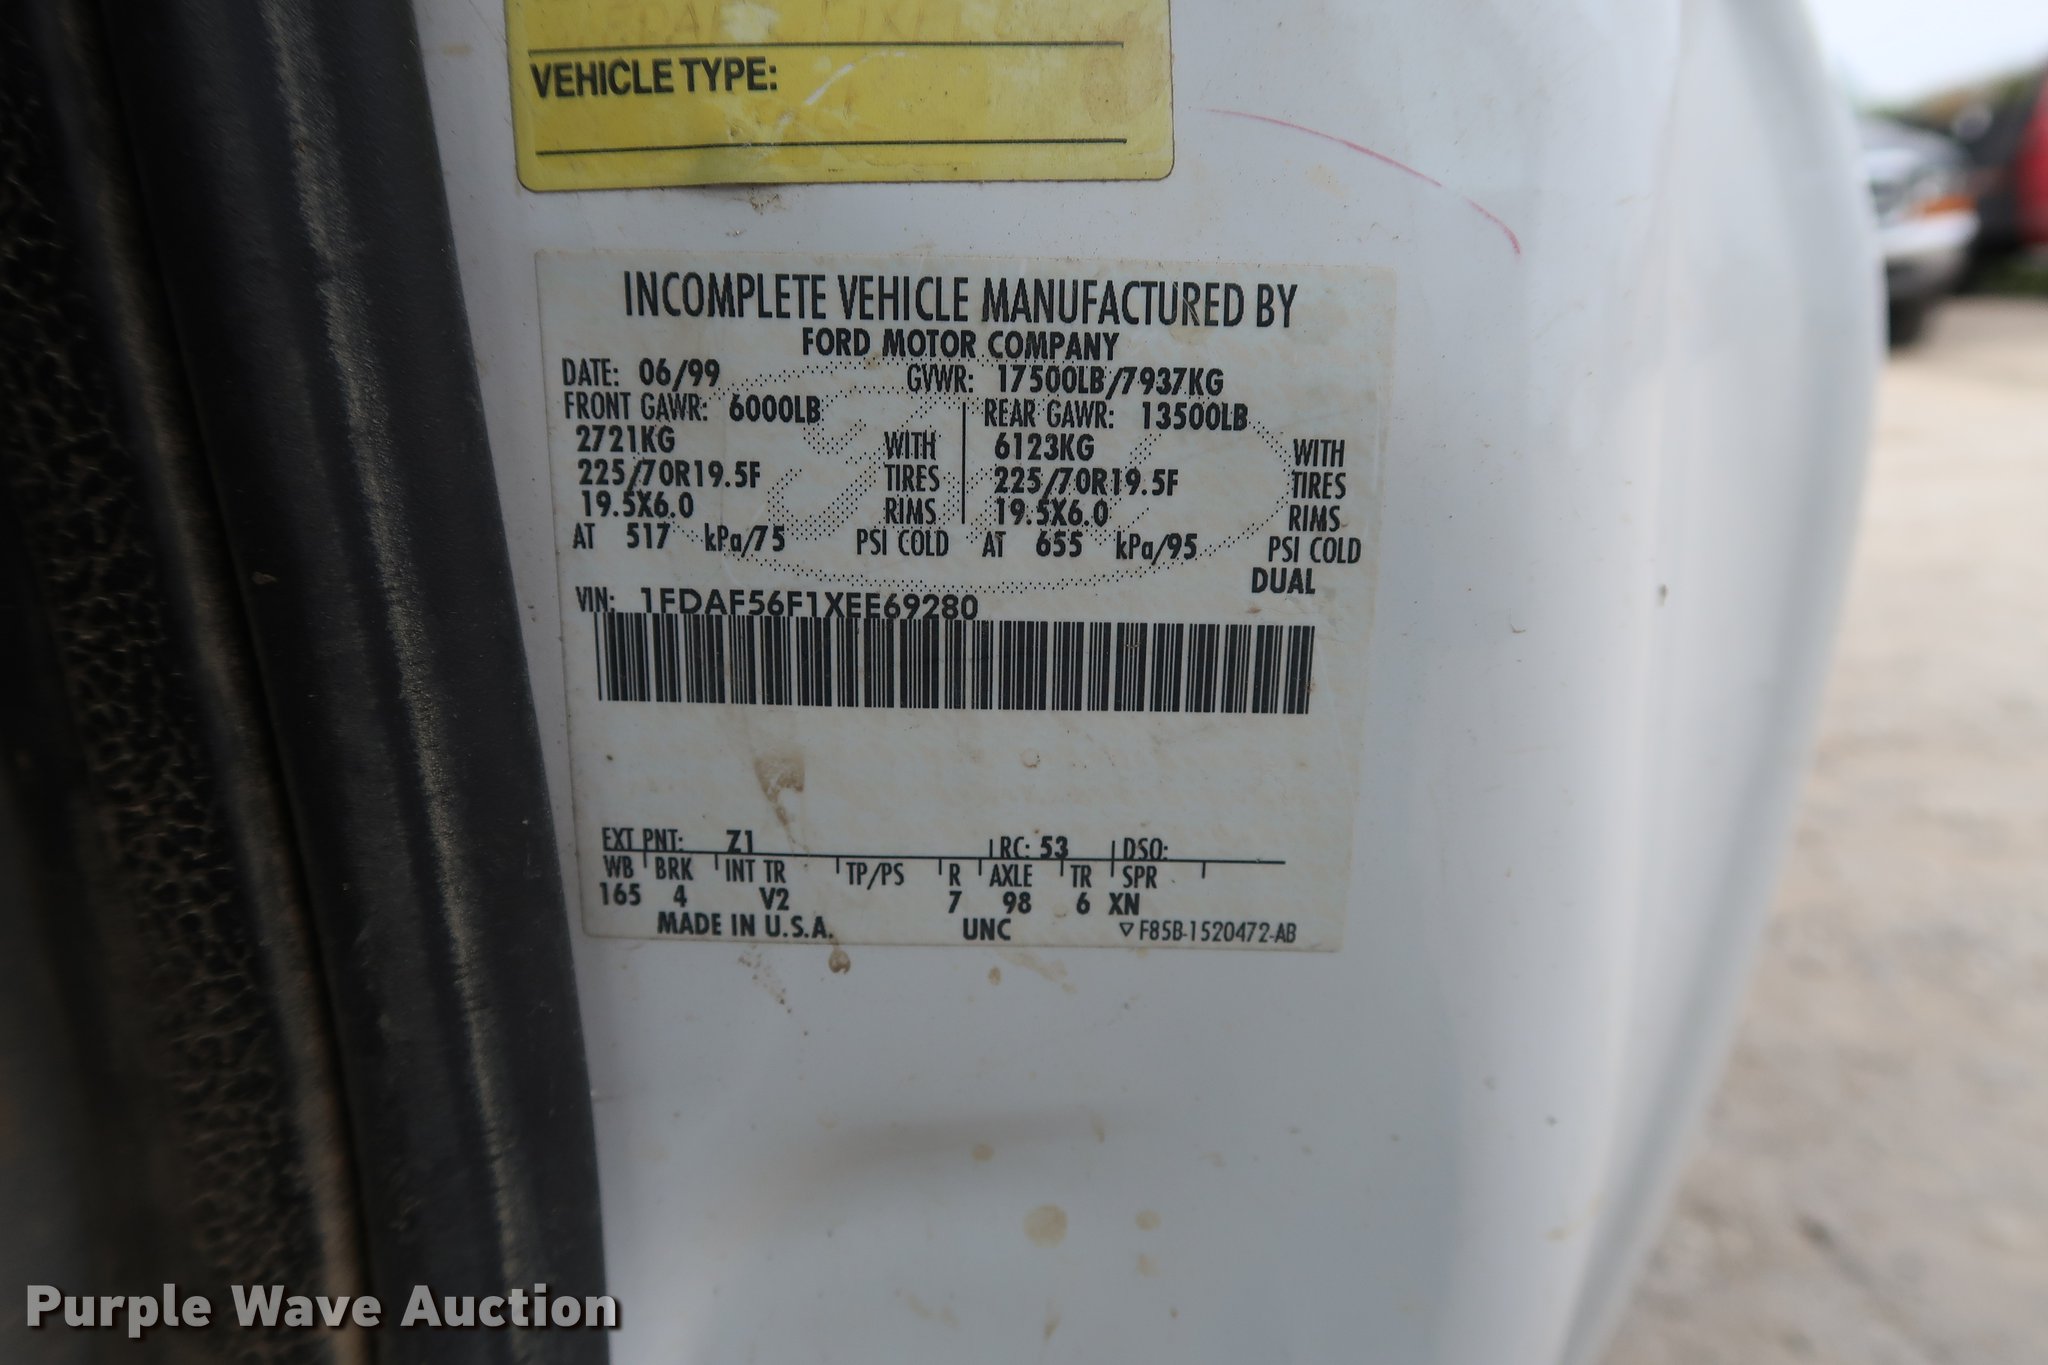 VEHICLE TYPE:
INCOMPLETE VEHICLE MANUFACTURED BY
FORD MOTOR COMPANY
DATE: 06/99 GVWR: 17500LB/7937KG
FRONT GAWR: 6000LB REAR GAWR: 13500LB
2721KG WITH 6123KG WITH
225/70R19.5F TIRES 225/70R19.5F TIRES
19.5X6.0 RIMS 19.5X6.0 RIMS
AT 517 kPa/75 PSI COLD AT 655 kPa/95 PSI COLD
DUAL
VIN: 1FDAF56F1XEE69280
EXT PNT: Z1 RC: 53 DSO:
WB BRK INT TR TP/PS R AXLE TR SPR
165 4 V2 7 98 6 XN
MADE IN U.S.A. UNC ▽ F85B-1520472-AB
Purple Wave Auction